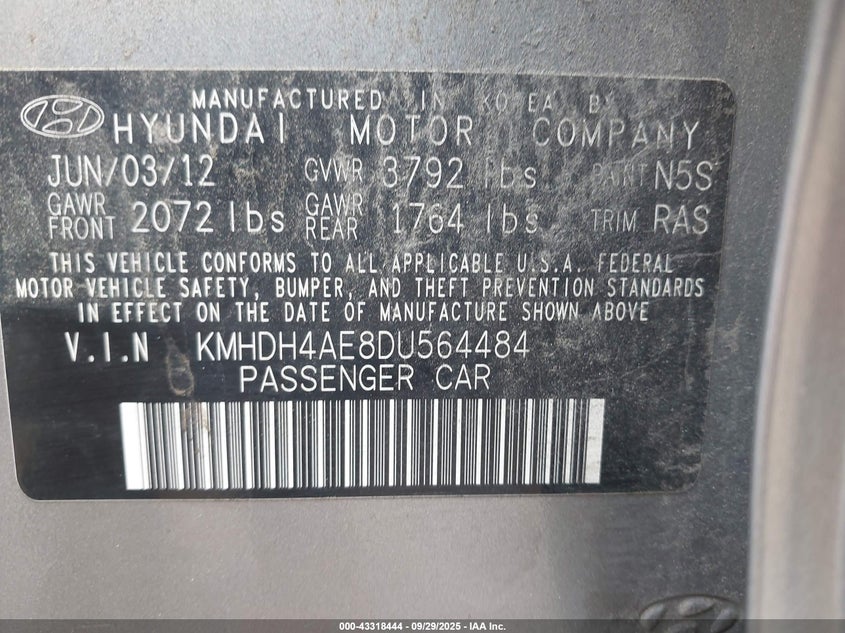 MANUFACTURED IN KOREA BY
HYUNDAI MOTOR COMPANY
JUN/03/12 GVWR 3792 lbs PAINT N5S
GAWR FRONT 2072 lbs GAWR REAR 1764 lbs TRIM RAS
THIS VEHICLE CONFORMS TO ALL APPLICABLE U.S.A. FEDERAL
MOTOR VEHICLE SAFETY, BUMPER, AND THEFT PREVENTION STANDARDS
IN EFFECT ON THE DATE OF MANUFACTURE SHOWN ABOVE
V.I.N KMHDH4AE8DU564484
PASSENGER CAR
000-43318444 | 09/29/2025 - IAA Inc.